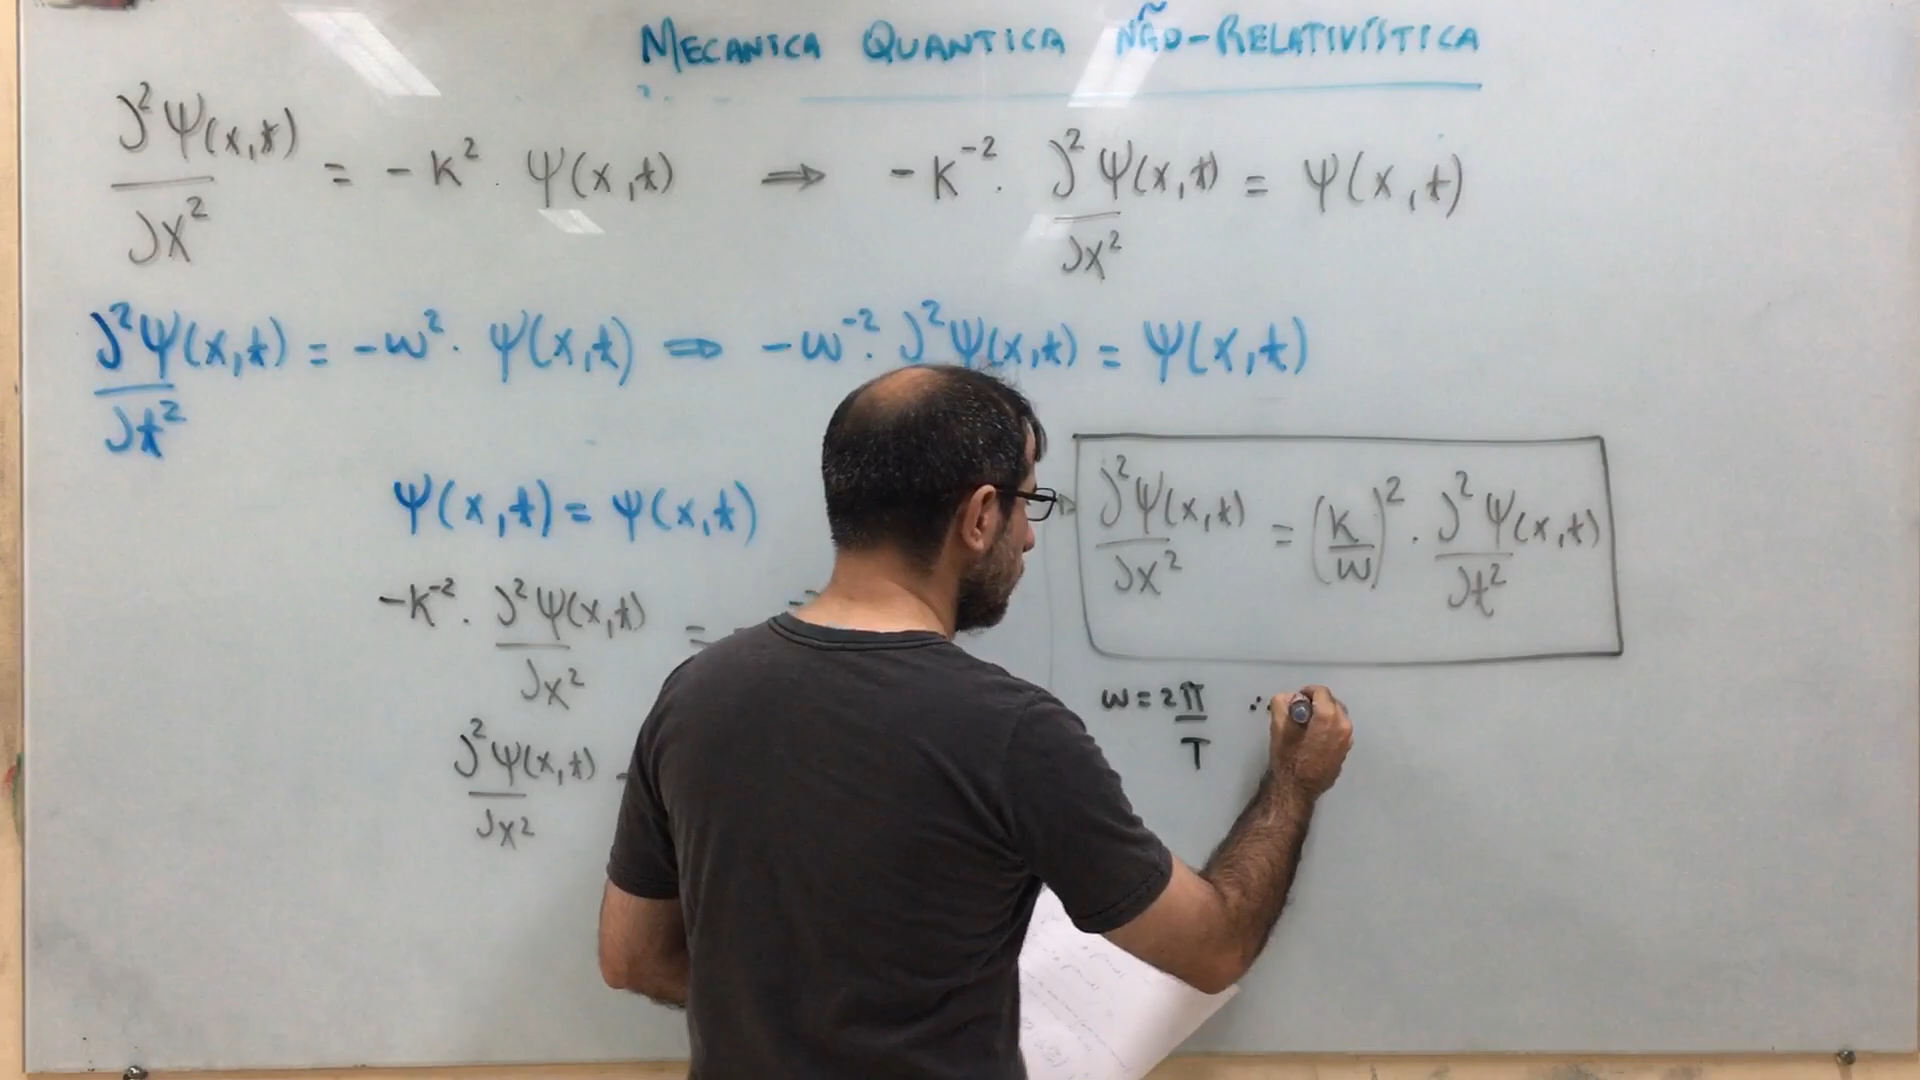 MECANICA QUANTICA NÃO-RELATIVÍSTICA
∂²Ψ(x,t)/∂x² = -K² · Ψ(x,t) ⇒ -K⁻² · ∂²Ψ(x,t)/∂x² = Ψ(x,t)
∂²Ψ(x,t)/∂t² = -w² · Ψ(x,t) ⇒ -w⁻² · ∂²Ψ(x,t) = Ψ(x,t)
Ψ(x,t) = Ψ(x,t)
-K⁻² · ∂²Ψ(x,t)/∂x² =
∂²Ψ(x,t)/∂x²
∂²Ψ(x,t)/∂x² = (K/w)² · ∂²Ψ(x,t)/∂t²
w = 2π/T ∴